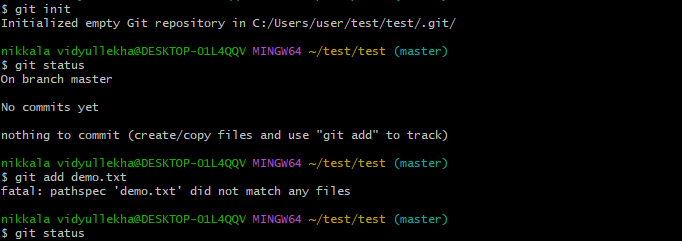 $ git init
Initialized empty Git repository in C:/Users/user/test/test/.git/
nikkala vidyullekha@DESKTOP-01L4QQV MINGW64 ~/test/test (master)
$ git status
On branch master
No commits yet
nothing to commit (create/copy files and use "git add" to track)
nikkala vidyullekha@DESKTOP-01L4QQV MINGW64 ~/test/test (master)
$ git add demo.txt
fatal: pathspec 'demo.txt' did not match any files
nikkala vidyullekha@DESKTOP-01L4QQV MINGW64 ~/test/test (master)
$ git status